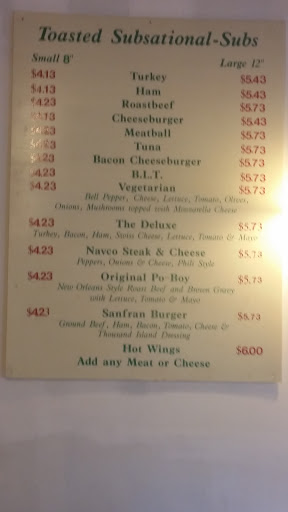 Toasted Subsational-Subs
Small 8" Large 12"
$4.13 Turkey $5.43
$4.13 Ham $5.43
$4.23 Roastbeef $5.73
Cheeseburger $5.43
Meatball $5.73
Tuna $5.73
Bacon Cheeseburger $5.73
4.23 B.L.T. $5.73
$4.23 Vegetarian $5.73
Bell Pepper, Cheese, Lettuce, Tomato, Olives,
Onions, Mushrooms topped with Mozzarella Cheese
$4.23 The Deluxe $5.73
Turkey, Bacon, Ham, Swiss Cheese, Lettuce, Tomato & Mayo
$4.23 Navco Steak & Cheese $5.73
Peppers, Onions & Cheese, Phili Style
$4.23 Original Po-Boy $5.73
New Orleans Style Roast Beef and Brown Gravy
with Lettuce, Tomato & Mayo
$4.23 Sanfran Burger $5.73
Ground Beef, Ham, Bacon, Tomato, Cheese &
Thousand Island Dressing
Hot Wings $6.00
Add any Meat or Cheese